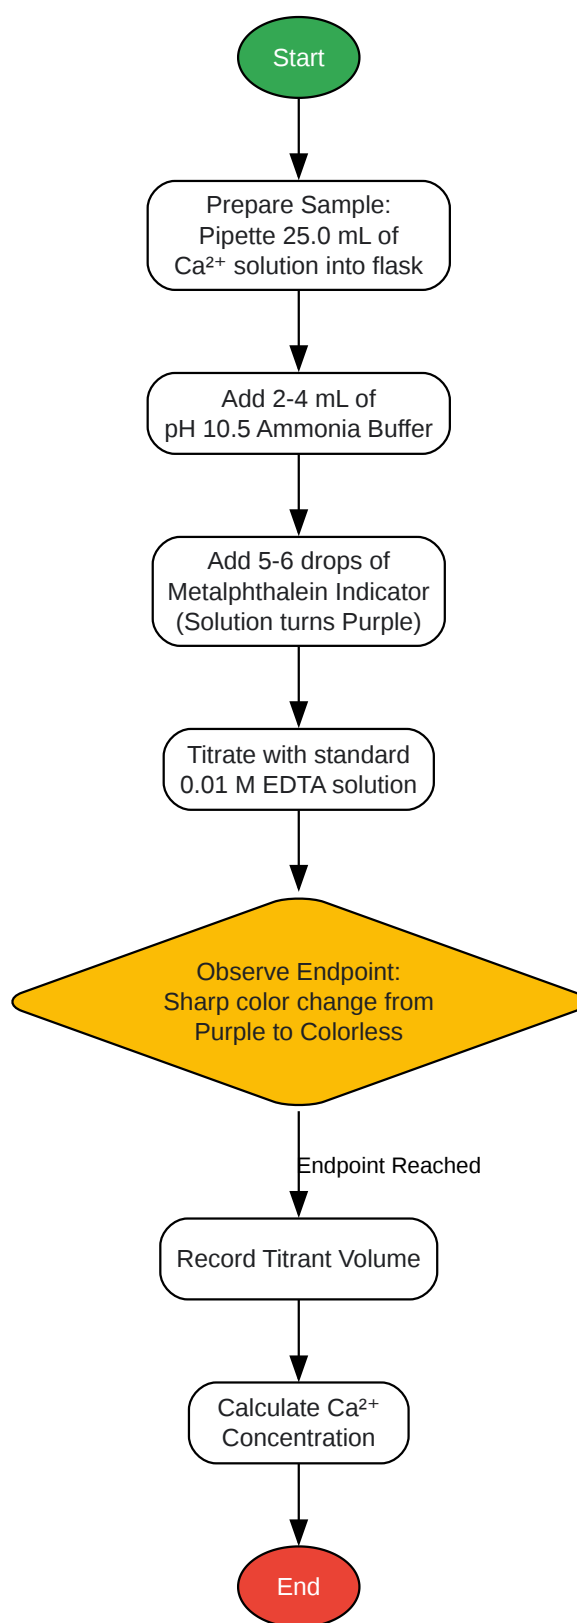 Start
Prepare Sample:
Pipette 25.0 mL of
Ca²⁺ solution into flask
Add 2-4 mL of
pH 10.5 Ammonia Buffer
Add 5-6 drops of
Metalphthalein Indicator
(Solution turns Purple)
Titrate with standard
0.01 M EDTA solution
Observe Endpoint:
Sharp color change from
Purple to Colorless
Endpoint Reached
Record Titrant Volume
Calculate Ca²⁺
Concentration
End